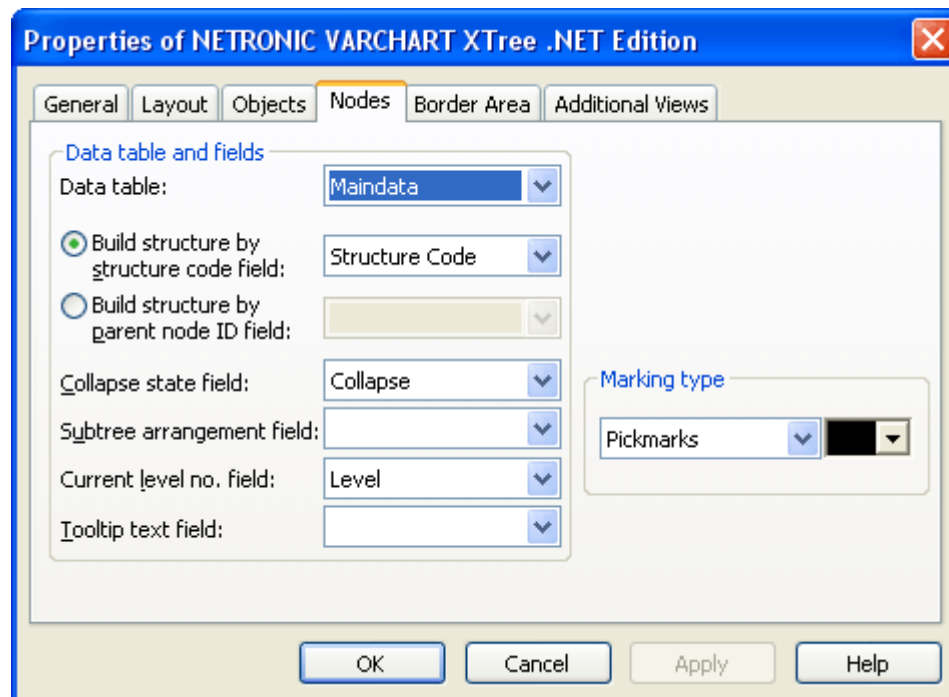 Properties of NETRONIC VARCHART XTree .NET Edition
General Layout Objects Nodes Border Area Additional Views
Data table and fields
Data table: Maindata
Build structure by
structure code field: Structure Code
Build structure by
parent node ID field:
Collapse state field: Collapse
Marking type
Subtree arrangement field:
Pickmarks
Current level no. field: Level
Tooltip text field:
OK Cancel Apply Help